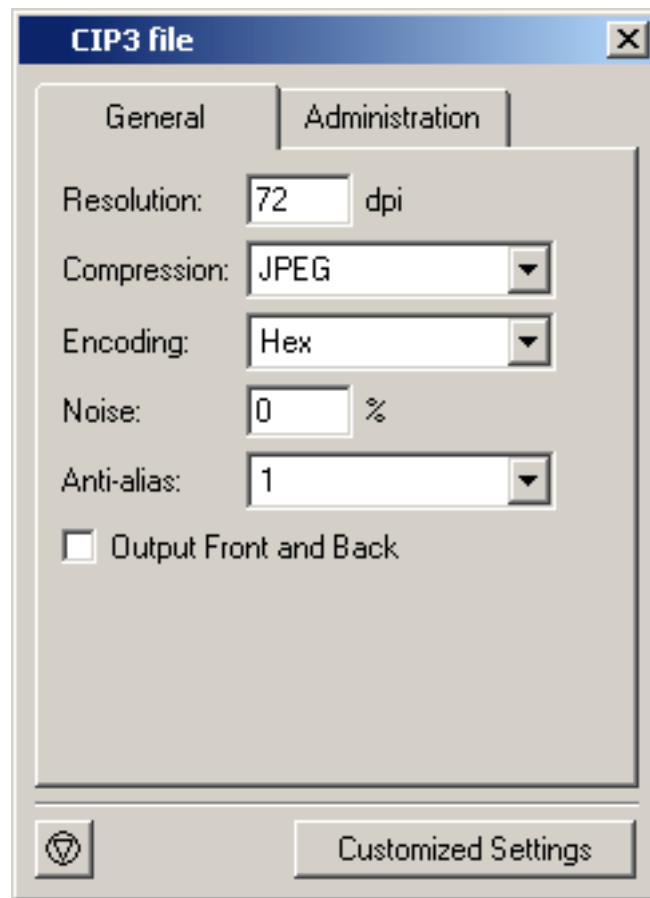 CIP3 file
General Administration
Resolution: 72 dpi
Compression: JPEG
Encoding: Hex
Noise: 0 %
Anti-alias: 1
Output Front and Back
Customized Settings